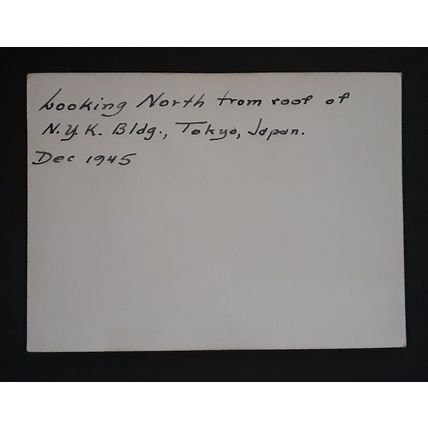 Looking North from roof of
N.Y.K. Bldg., Tokyo, Japan.
Dec 1945